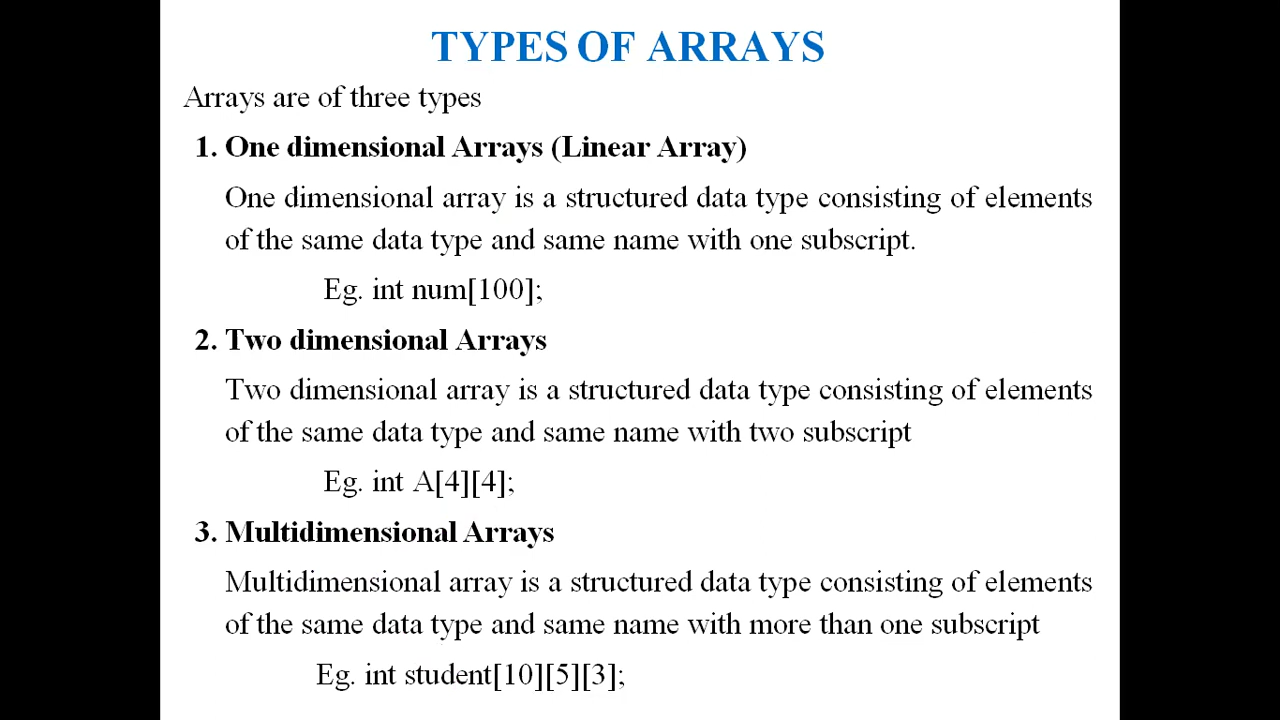 TYPES OF ARRAYS
Arrays are of three types
1. One dimensional Arrays (Linear Array)
One dimensional array is a structured data type consisting of elements
of the same data type and same name with one subscript.
Eg. int num[100];
2. Two dimensional Arrays
Two dimensional array is a structured data type consisting of elements
of the same data type and same name with two subscript
Eg. int A[4][4];
3. Multidimensional Arrays
Multidimensional array is a structured data type consisting of elements
of the same data type and same name with more than one subscript
Eg. int student[10][5][3];